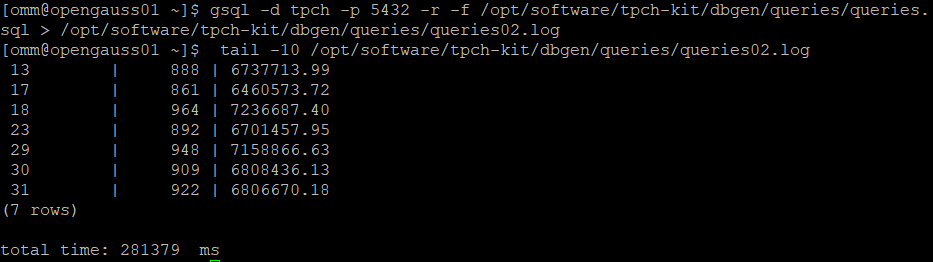 [omm@opengauss01 ~]$ gsql -d tpch -p 5432 -r -f /opt/software/tpch-kit/dbgen/queries/queries.
sql > /opt/software/tpch-kit/dbgen/queries/queries02.log
[omm@opengauss01 ~]$  tail -10 /opt/software/tpch-kit/dbgen/queries/queries02.log
 13        |     888 | 6737713.99
 17        |     861 | 6460573.72
 18        |     964 | 7236687.40
 23        |     892 | 6701457.95
 29        |     948 | 7158866.63
 30        |     909 | 6808436.13
 31        |     922 | 6806670.18
(7 rows)
total time: 281379  ms